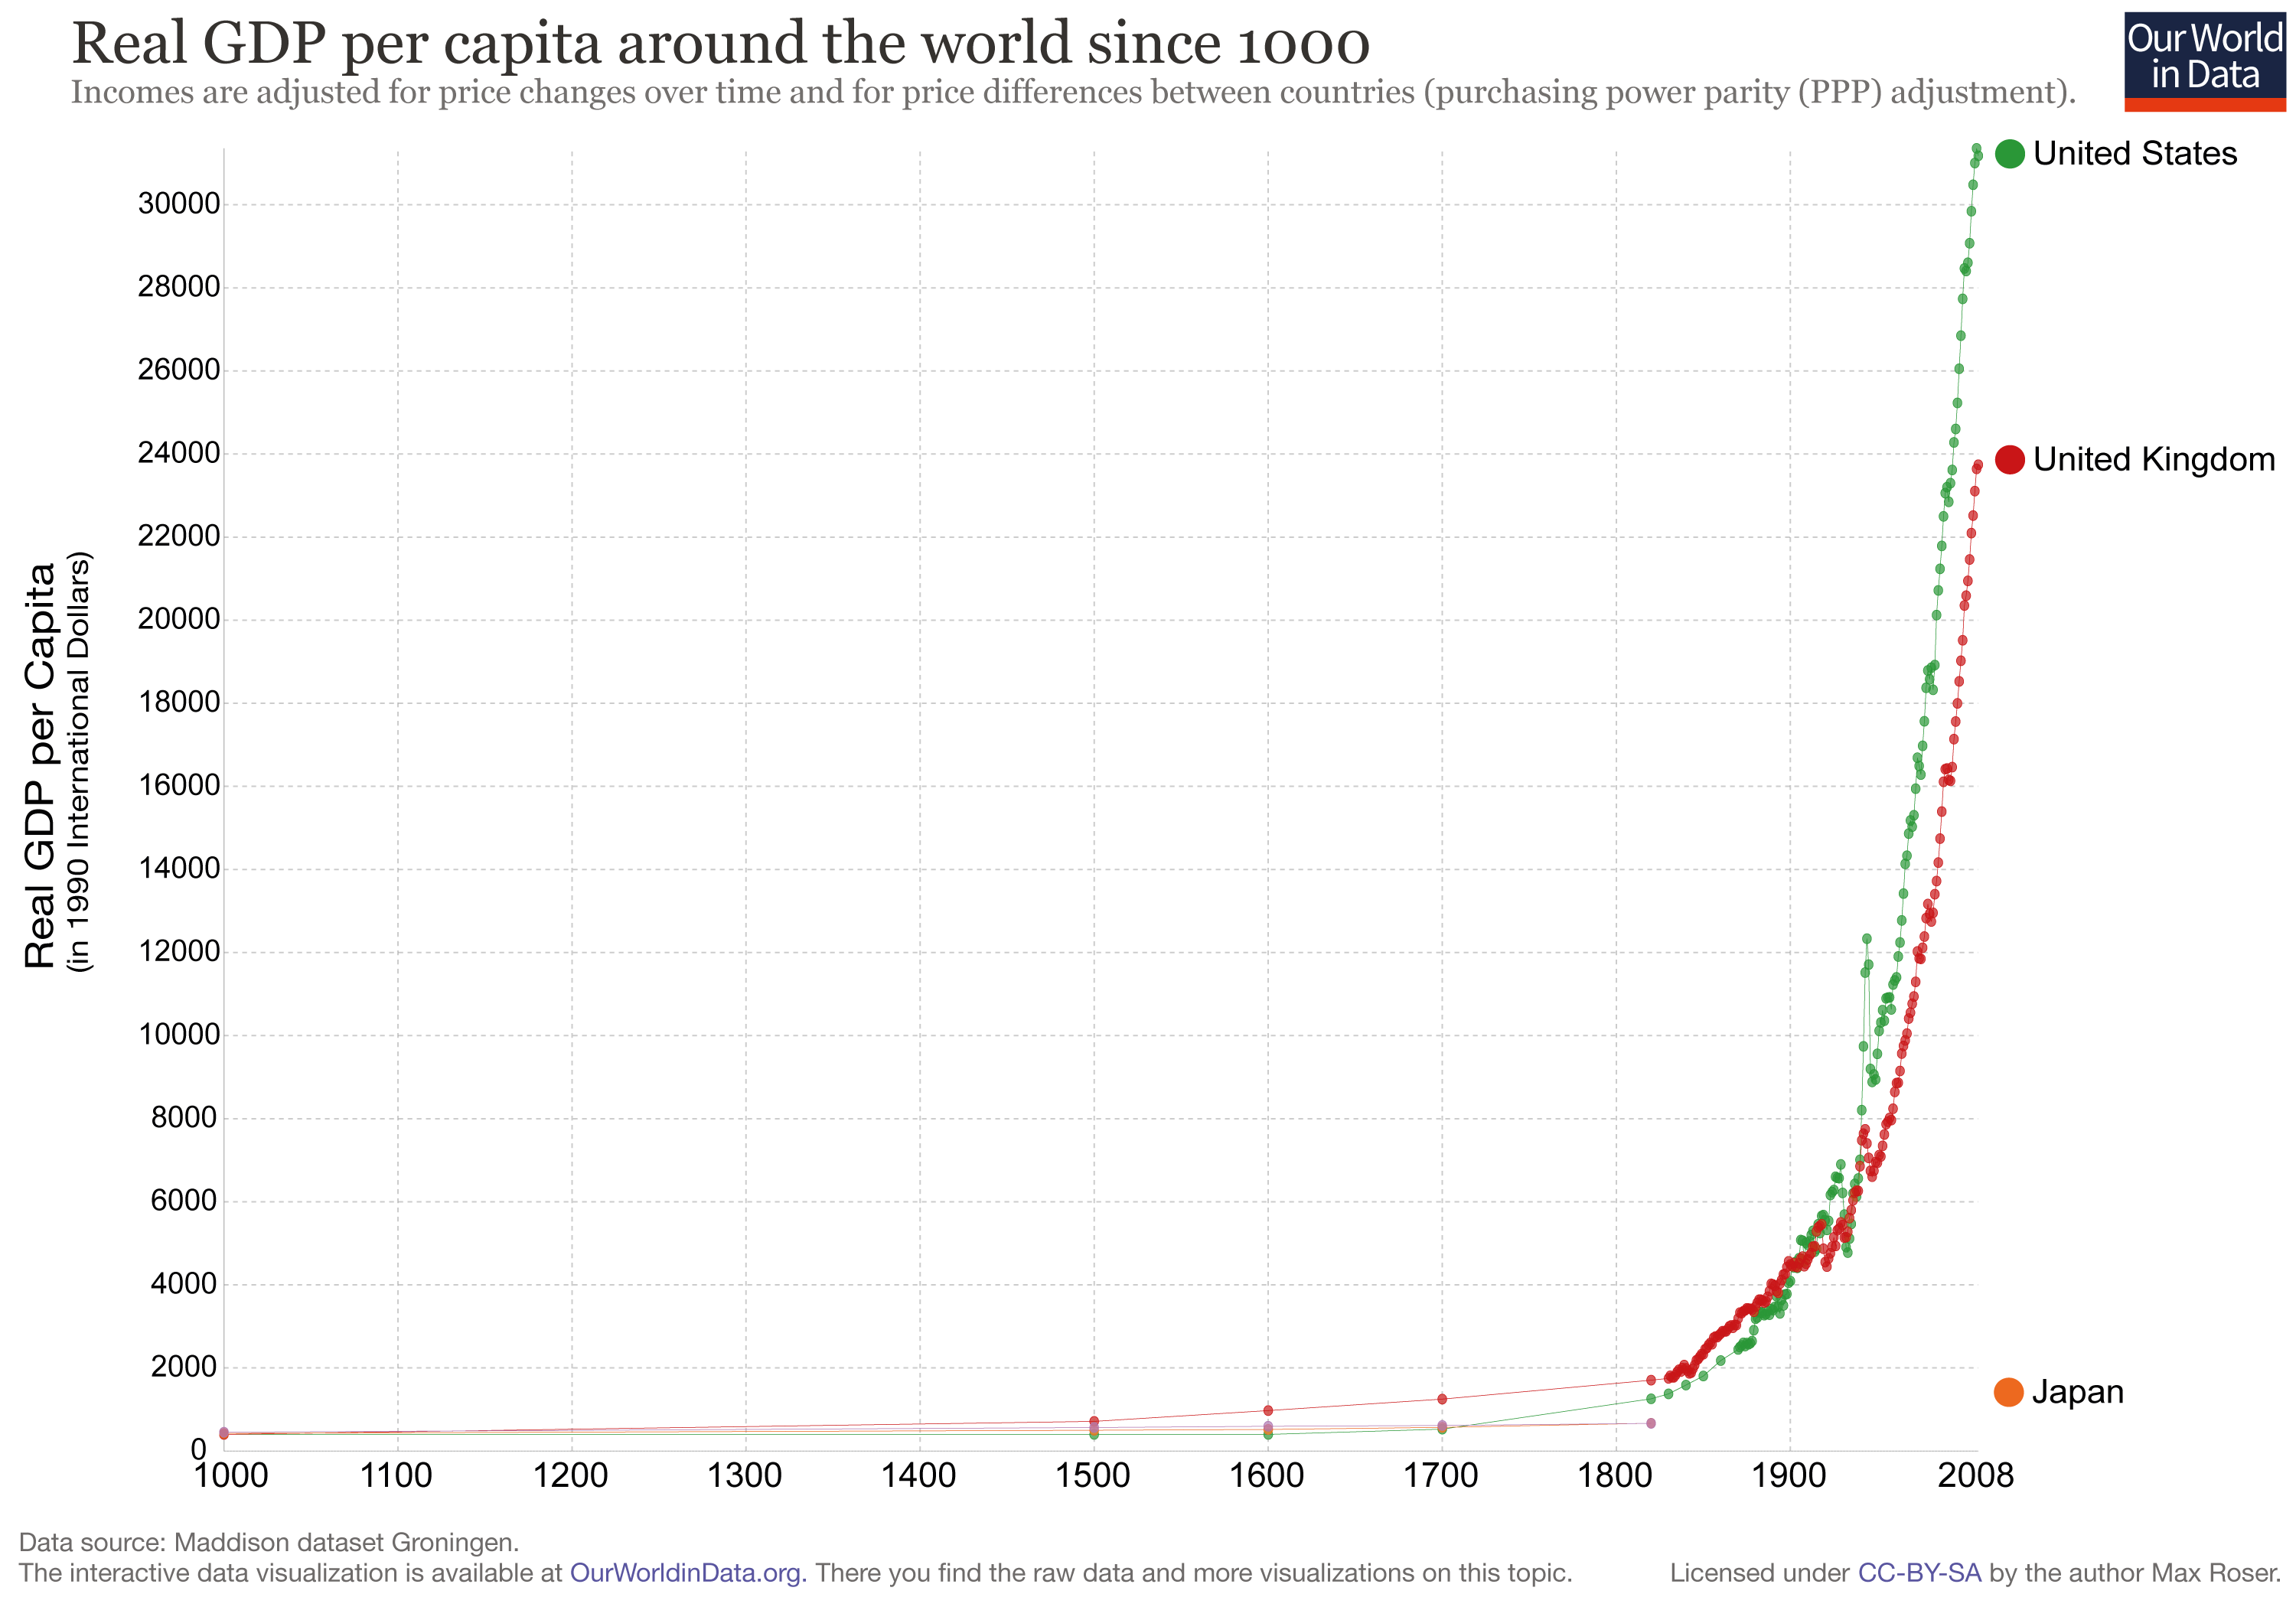 Real GDP per capita around the world since 1000
Incomes are adjusted for price changes over time and for price differences between countries (purchasing power parity (PPP) adjustment).
Our World
in Data
United States
United Kingdom
Japan
Real GDP per Capita
(in 1990 International Dollars)
30000
28000
26000
24000
22000
20000
18000
16000
14000
12000
10000
8000
6000
4000
2000
0
1000 1100 1200 1300 1400 1500 1600 1700 1800 1900 2008
Data source: Maddison dataset Groningen.
The interactive data visualization is available at OurWorldinData.org. There you find the raw data and more visualizations on this topic.
Licensed under CC-BY-SA by the author Max Roser.